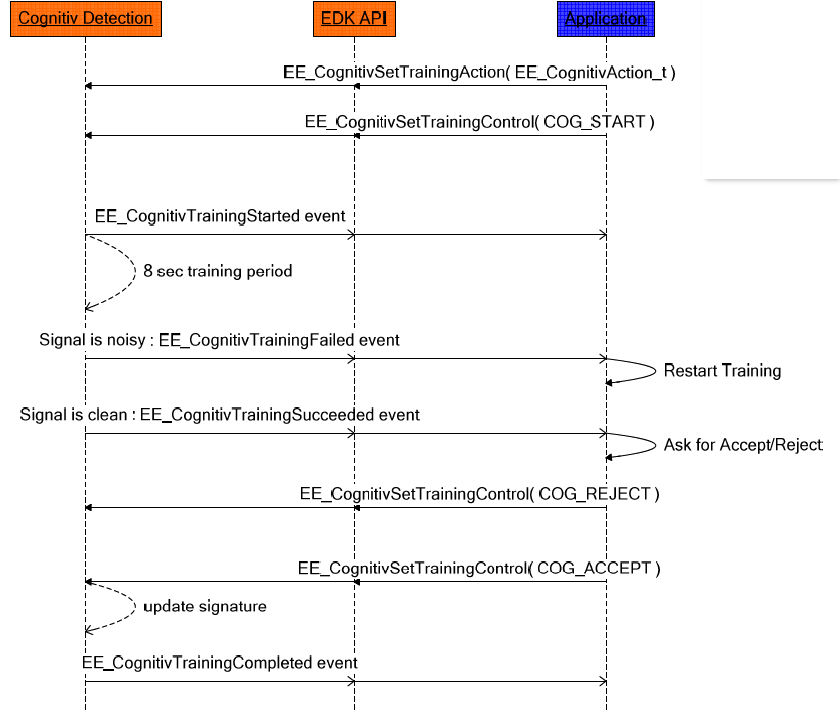 Cognitiv Detection
EDK API
Application
EE_CognitivSetTrainingAction( EE_CognitivAction_t )
EE_CognitivSetTrainingControl( COG_START )
EE_CognitivTrainingStarted event
8 sec training period
Signal is noisy : EE_CognitivTrainingFailed event
Restart Training
Signal is clean : EE_CognitivTrainingSucceeded event
Ask for Accept/Reject
EE_CognitivSetTrainingControl( COG_REJECT )
EE_CognitivSetTrainingControl( COG_ACCEPT )
update signature
EE_CognitivTrainingCompleted event